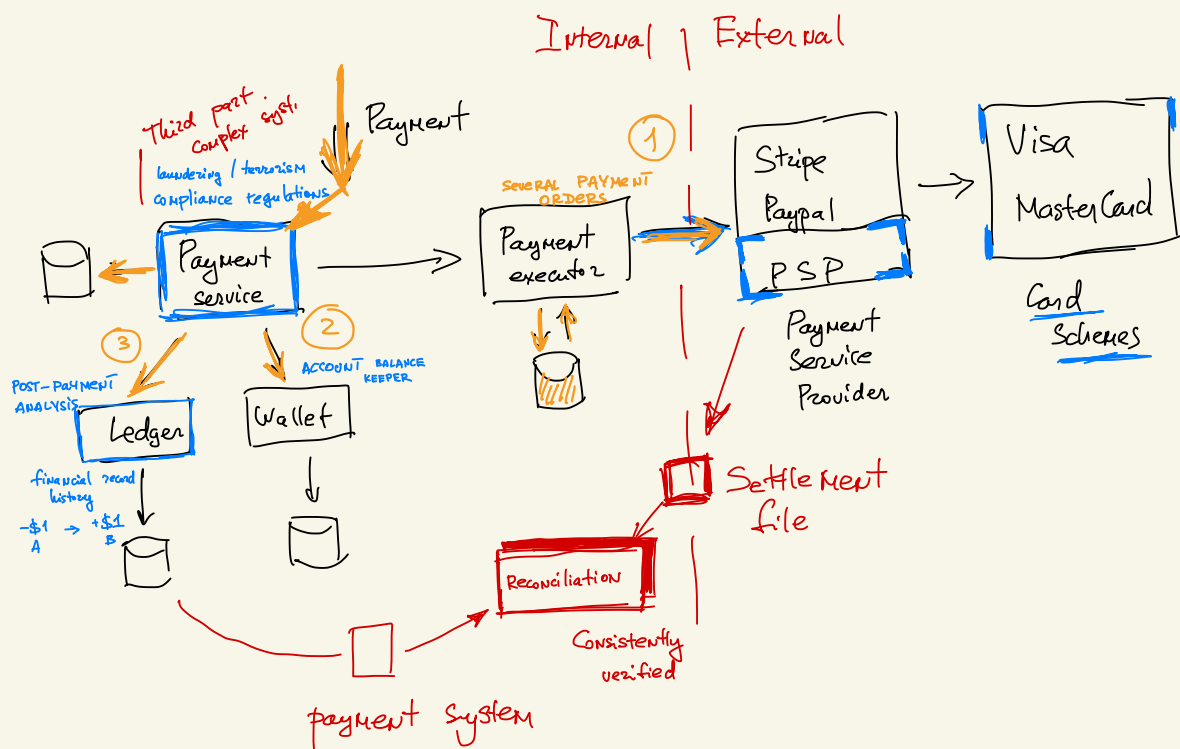 Internal | External
Third part
complex syst.
laundering / terrorism
compliance regulations
Payment
1
SEVERAL PAYMENT
ORDERS
Stripe
Paypal
PSP
Visa
MasterCard
Payment
service
Payment
executor
Card
Schemes
Payment
Service
Provider
3
2
POST-PAYMENT
ANALYSIS
ACCOUNT BALANCE
KEEPER
Ledger
Wallet
financial record
history
-$1 → +$1
A B
Settlement
file
Reconciliation
Consistently
verified
payment system